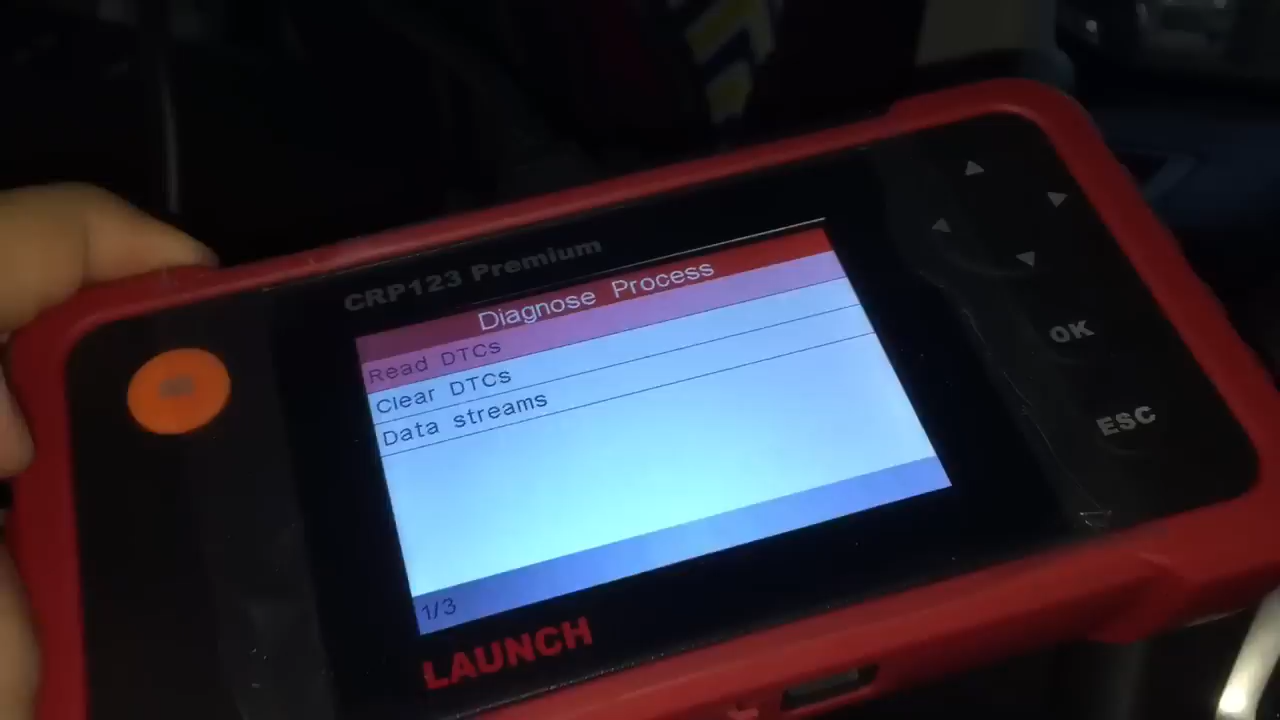 CRP123 Premium
Diagnose Process
Read DTCs
Clear DTCs
Data streams
1/3
LAUNCH
OK
ESC